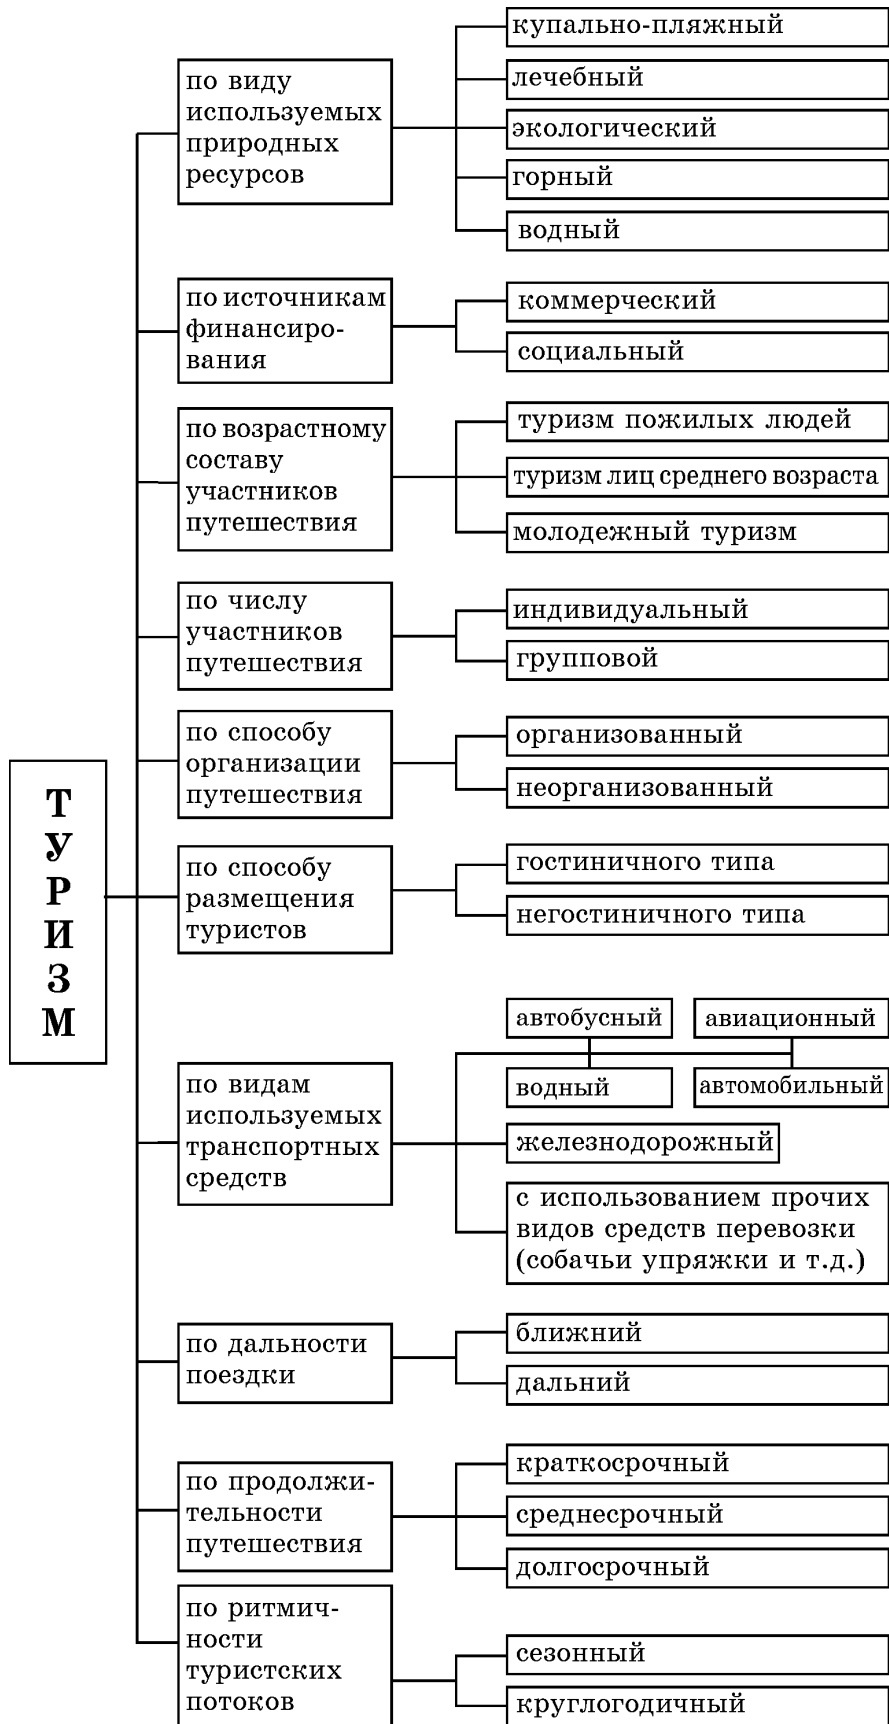 ТУРИЗМ
по виду
используемых
природных
ресурсов
купально-пляжный
лечебный
экологический
горный
водный
по источникам
финансиро-
вания
коммерческий
социальный
по возрастному
составу
участников
путешествия
туризм пожилых людей
туризм лиц среднего возраста
молодежный туризм
по числу
участников
путешествия
индивидуальный
групповой
по способу
организации
путешествия
организованный
неорганизованный
по способу
размещения
туристов
гостиничного типа
негостиничного типа
по видам
используемых
транспортных
средств
автобусный
авиационный
водный
автомобильный
железнодорожный
с использованием прочих
видов средств перевозки
(собачьи упряжки и т.д.)
по дальности
поездки
ближний
дальний
по продолжи-
тельности
путешествия
краткосрочный
среднесрочный
долгосрочный
по ритмич-
ности
туристских
потоков
сезонный
круглогодичный